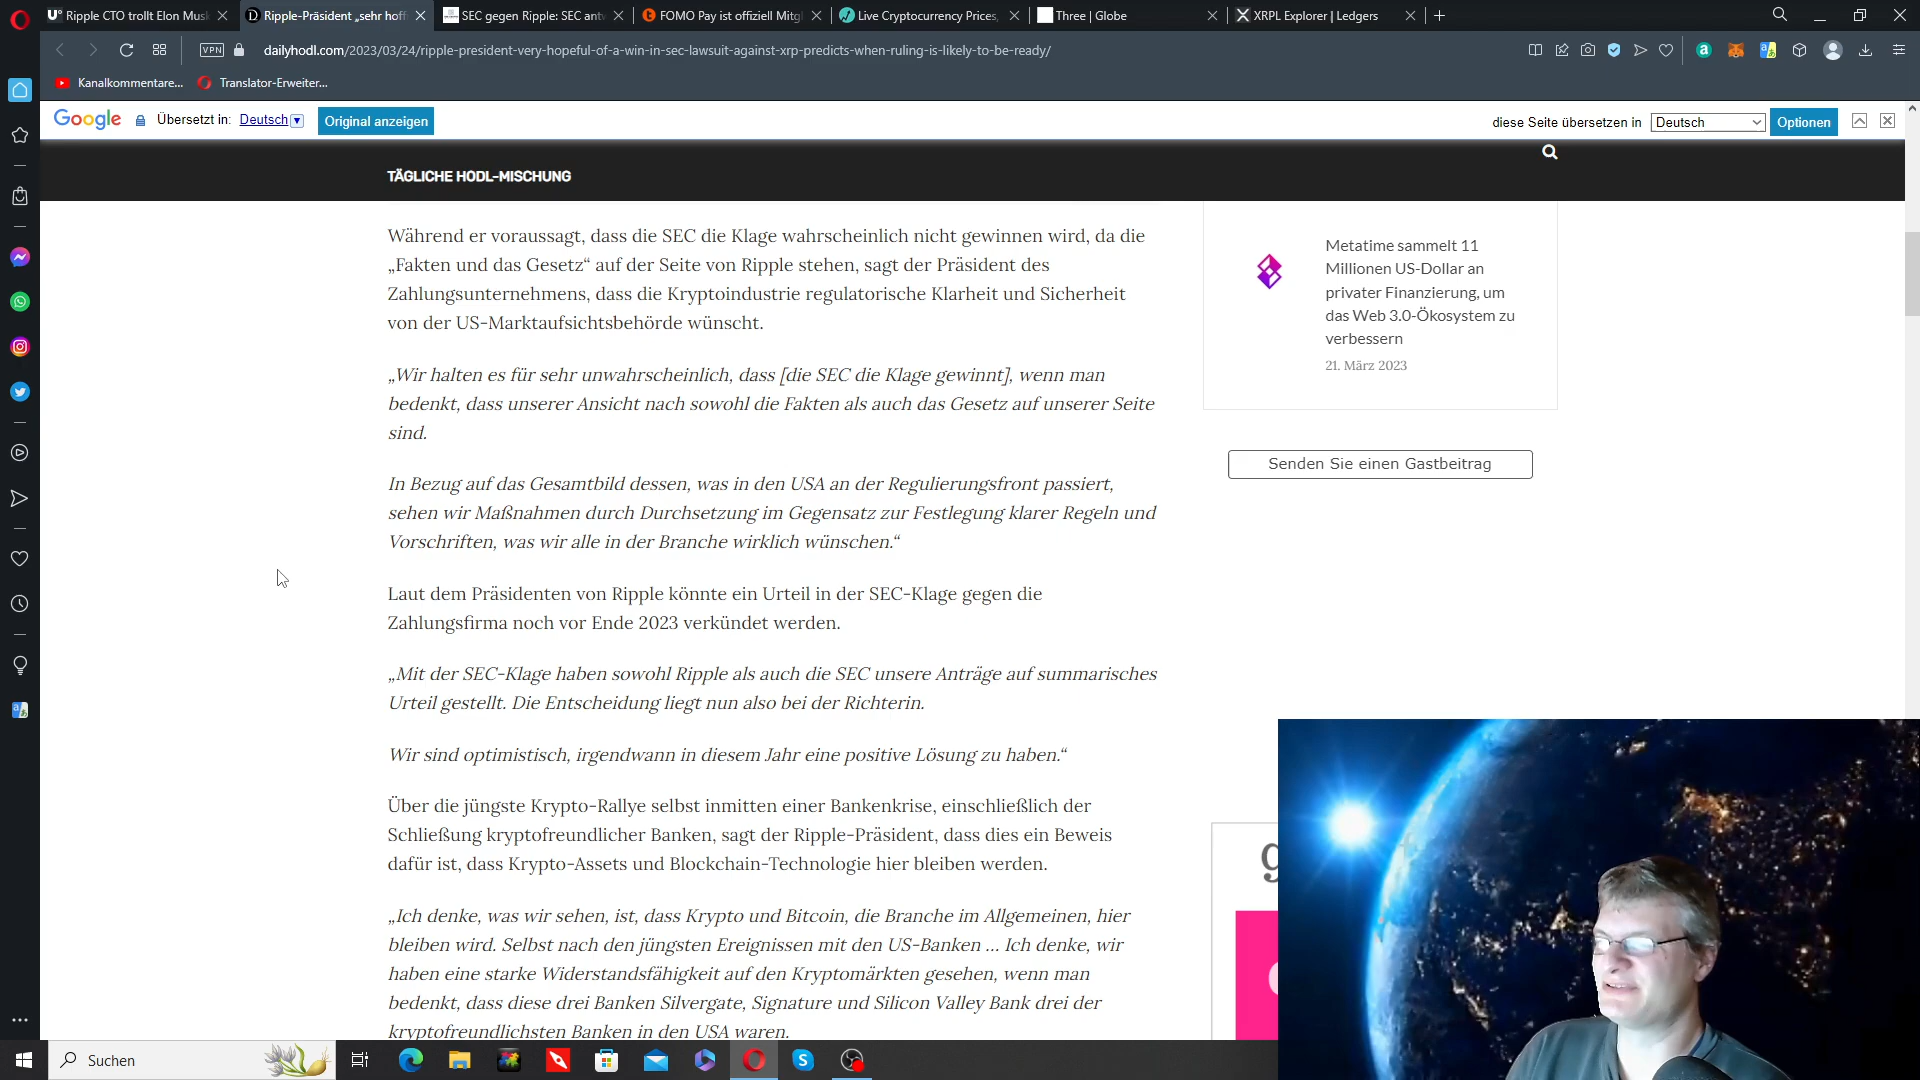 Ripple CTO trollt Elon Musk
Ripple-Präsident „sehr hoff
SEC gegen Ripple: SEC antw
FOMO Pay ist offiziell Mitgl
Live Cryptocurrency Prices,
Three | Globe
XRPL Explorer | Ledgers
VPN
dailyhodl.com/2023/03/24/ripple-president-very-hopeful-of-a-win-in-sec-lawsuit-against-xrp-predicts-when-ruling-is-likely-to-be-ready/
Kanalkommentare...
Translator-Erweiter...
Google
Übersetzt in:
Deutsch
Original anzeigen
diese Seite übersetzen in
Deutsch
Optionen
TÄGLICHE HODL-MISCHUNG
Während er voraussagt, dass die SEC die Klage wahrscheinlich nicht gewinnen wird, da die
„Fakten und das Gesetz“ auf der Seite von Ripple stehen, sagt der Präsident des
Zahlungsunternehmens, dass die Kryptoindustrie regulatorische Klarheit und Sicherheit
von der US-Marktaufsichtsbehörde wünscht.
„Wir halten es für sehr unwahrscheinlich, dass [die SEC die Klage gewinnt], wenn man
bedenkt, dass unserer Ansicht nach sowohl die Fakten als auch das Gesetz auf unserer Seite
sind.
In Bezug auf das Gesamtbild dessen, was in den USA an der Regulierungsfront passiert,
sehen wir Maßnahmen durch Durchsetzung im Gegensatz zur Festlegung klarer Regeln und
Vorschriften, was wir alle in der Branche wirklich wünschen.“
Laut dem Präsidenten von Ripple könnte ein Urteil in der SEC-Klage gegen die
Zahlungsfirma noch vor Ende 2023 verkündet werden.
„Mit der SEC-Klage haben sowohl Ripple als auch die SEC unsere Anträge auf summarisches
Urteil gestellt. Die Entscheidung liegt nun also bei der Richterin.
Wir sind optimistisch, irgendwann in diesem Jahr eine positive Lösung zu haben.“
Über die jüngste Krypto-Rallye selbst inmitten einer Bankenkrise, einschließlich der
Schließung kryptofreundlicher Banken, sagt der Ripple-Präsident, dass dies ein Beweis
dafür ist, dass Krypto-Assets und Blockchain-Technologie hier bleiben werden.
„Ich denke, was wir sehen, ist, dass Krypto und Bitcoin, die Branche im Allgemeinen, hier
bleiben wird. Selbst nach den jüngsten Ereignissen mit den US-Banken … Ich denke, wir
haben eine starke Widerstandsfähigkeit auf den Kryptomärkten gesehen, wenn man
bedenkt, dass diese drei Banken Silvergate, Signature und Silicon Valley Bank drei der
kryptofreundlichsten Banken in den USA waren.
Metatime sammelt 11
Millionen US-Dollar an
privater Finanzierung, um
das Web 3.0-Ökosystem zu
verbessern
21. März 2023
Senden Sie einen Gastbeitrag
g
Suchen